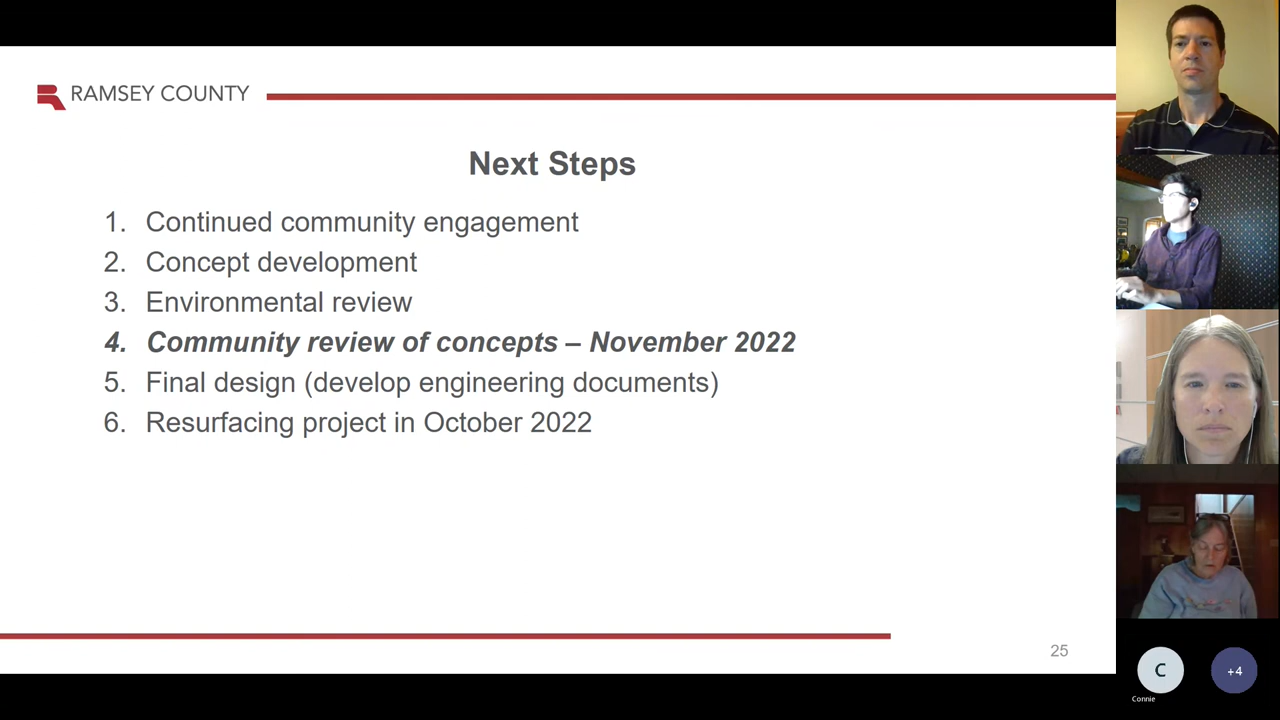 RAMSEY COUNTY
Next Steps
1. Continued community engagement
2. Concept development
3. Environmental review
4. Community review of concepts – November 2022
5. Final design (develop engineering documents)
6. Resurfacing project in October 2022
25
C
+4
Connie